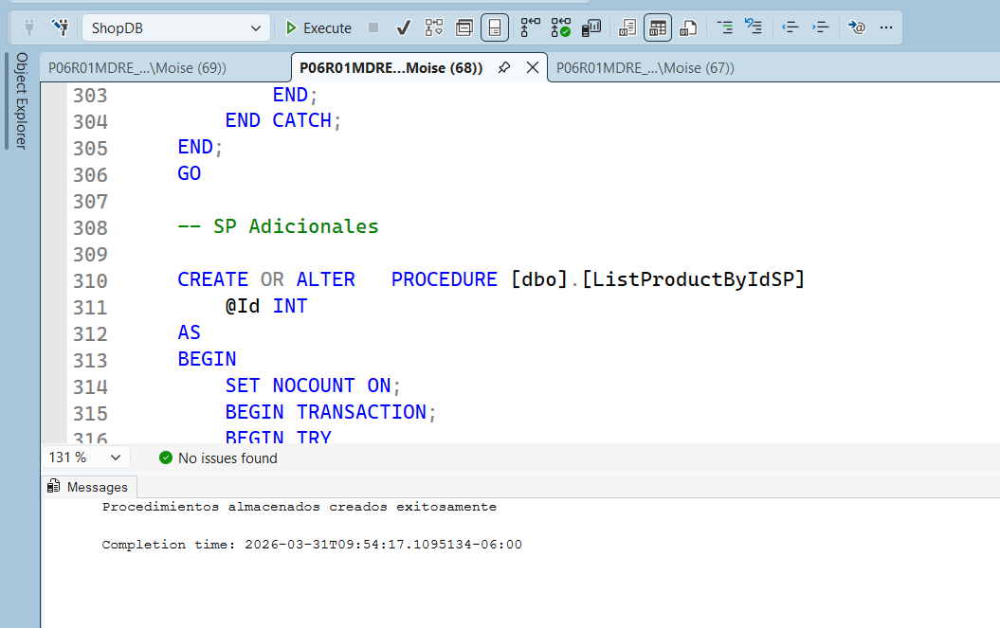 ShopDB
Execute
Object Explorer
P06R01MDRE_...\Moise (69))
P06R01MDRE...Moise (68))
P06R01MDRE_...\Moise (67))
303 END;
304 END CATCH;
305 END;
306 GO
307
308 -- SP Adicionales
309
310 CREATE OR ALTER   PROCEDURE [dbo].[ListProductByIdSP]
311 @Id INT
312 AS
313 BEGIN
314 SET NOCOUNT ON;
315 BEGIN TRANSACTION;
316 BEGIN TRY
131 %
No issues found
Messages
Procedimientos almacenados creados exitosamente
Completion time: 2026-03-31T09:54:17.1095134-06:00